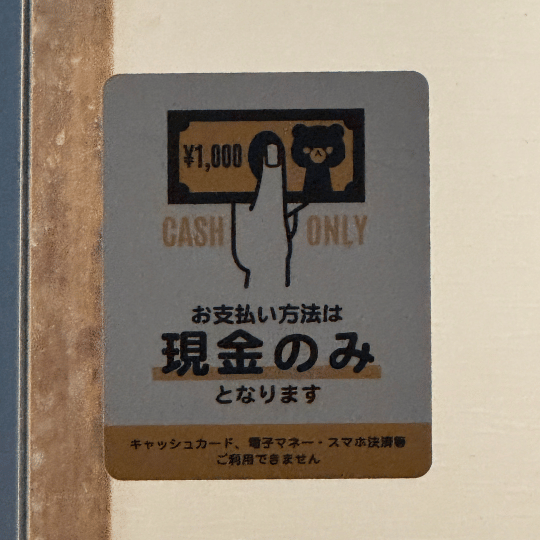 ¥1,000
CASH ONLY
お支払い方法は
現金のみ
となります
キャッシュカード、電子マネー・スマホ決済等
ご利用できません